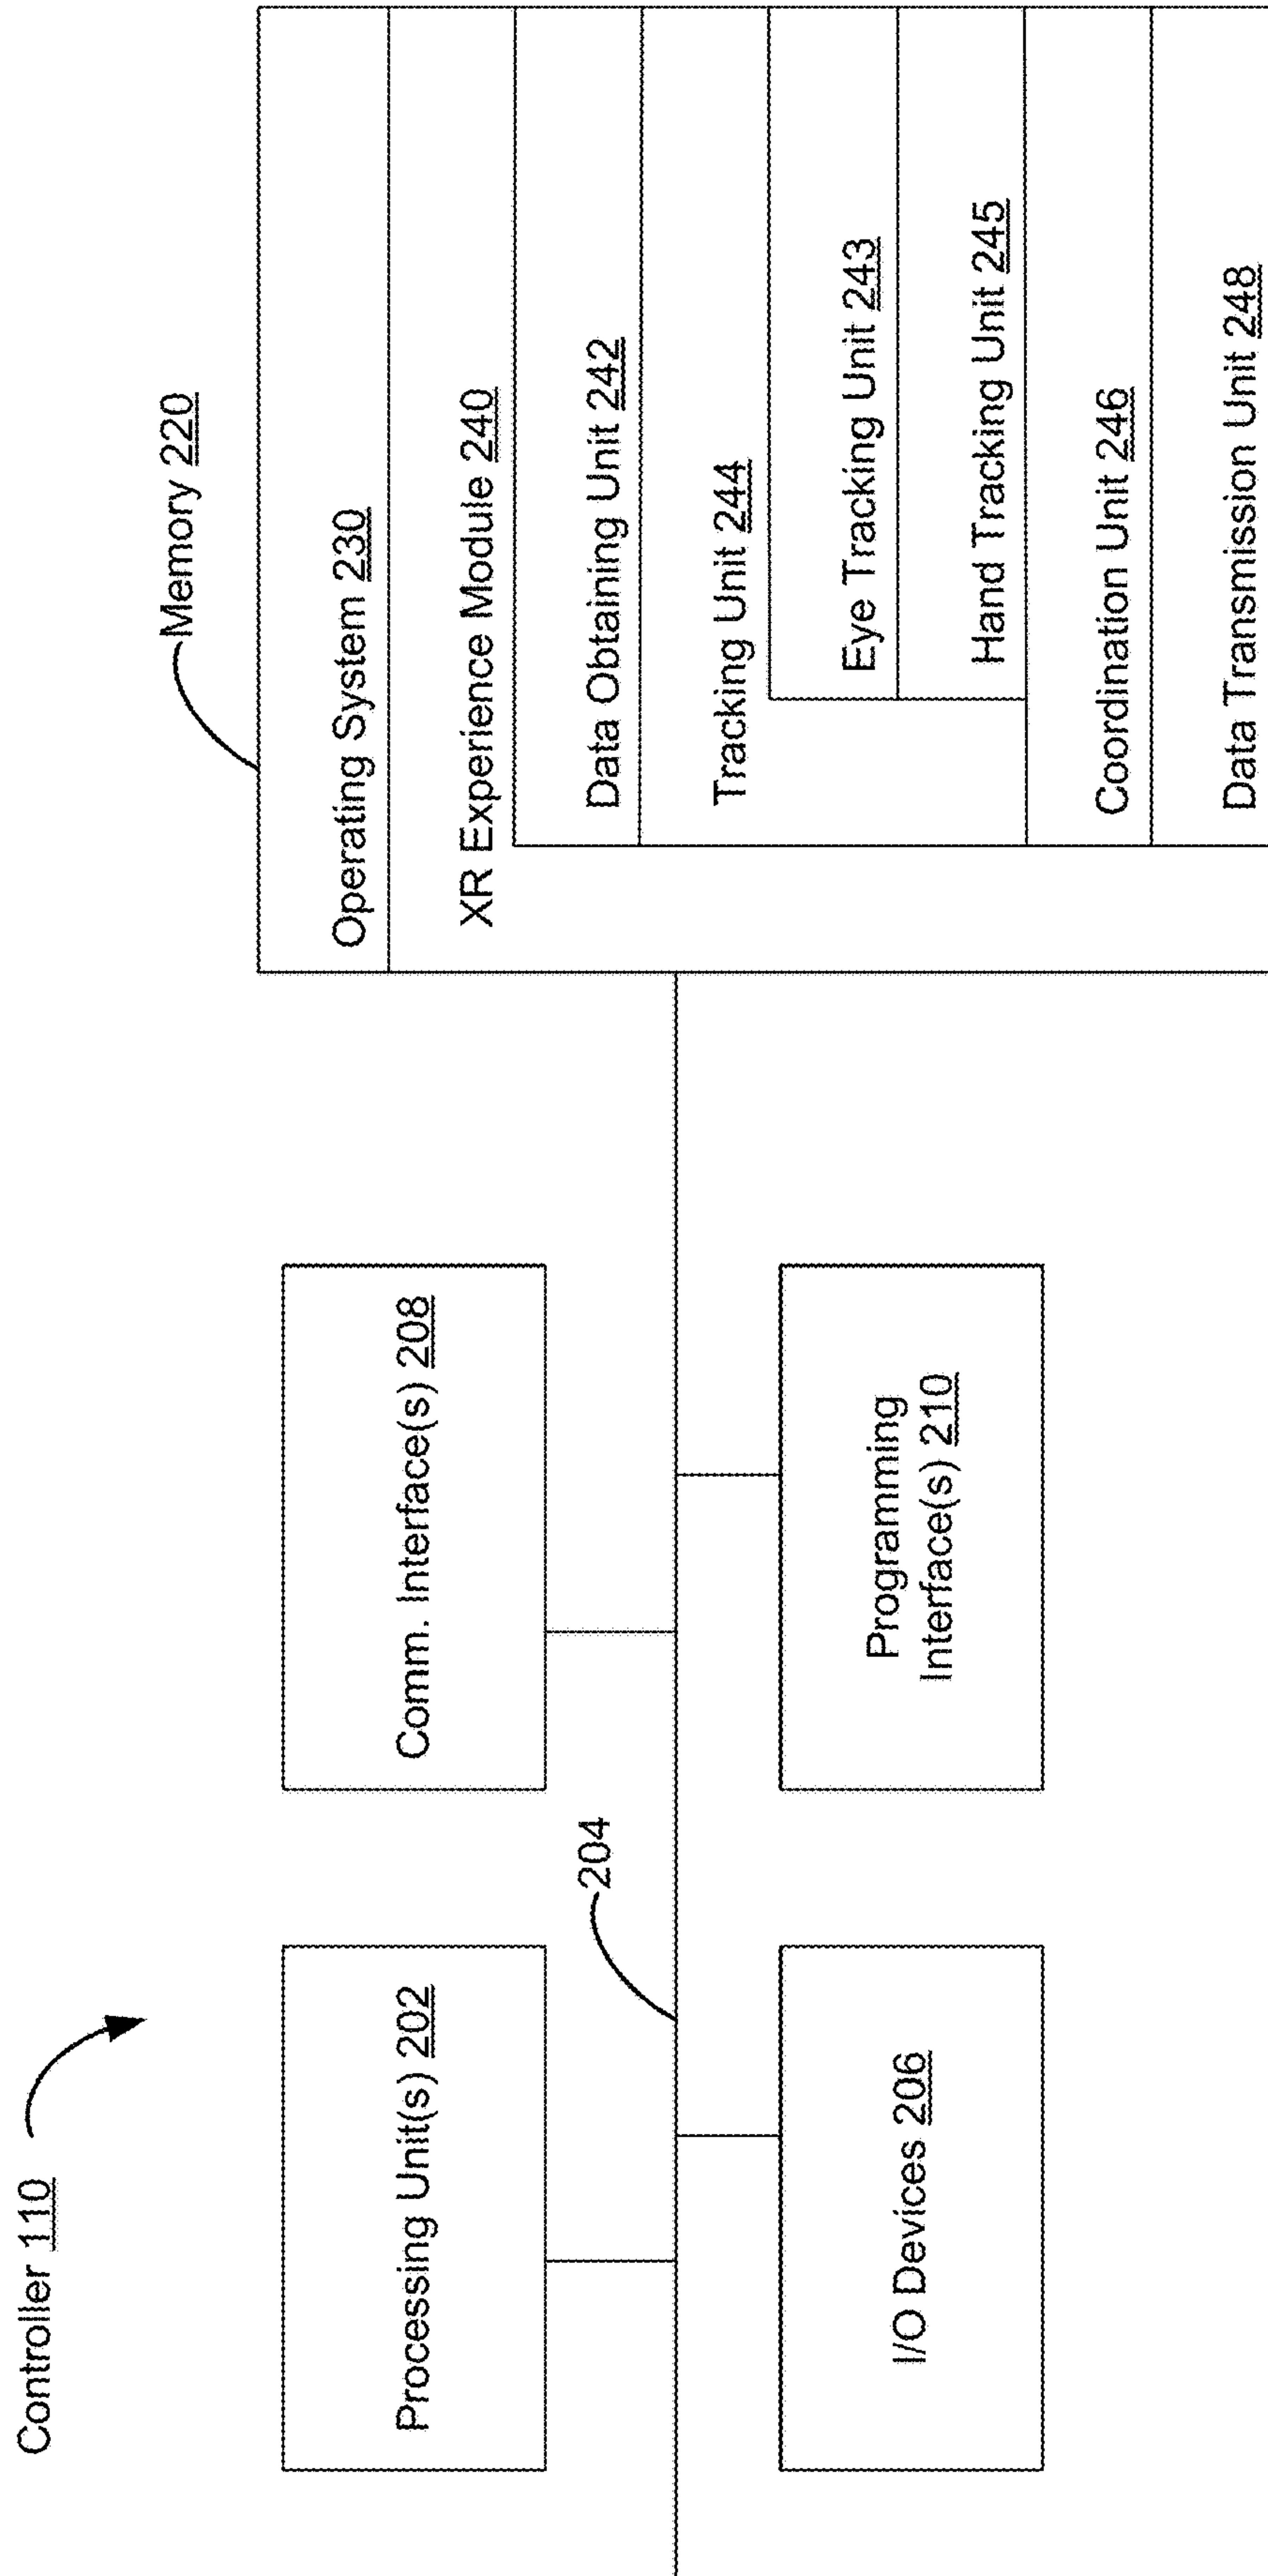 Controller 110
Processing Unit(s) 202
Comm. Interface(s) 208
204
I/O Devices 206
Programming
Interface(s) 210
Memory 220
Operating System 230
XR Experience Module 240
Data Obtaining Unit 242
Tracking Unit 244
Eye Tracking Unit 243
Hand Tracking Unit 245
Coordination Unit 246
Data Transmission Unit 248